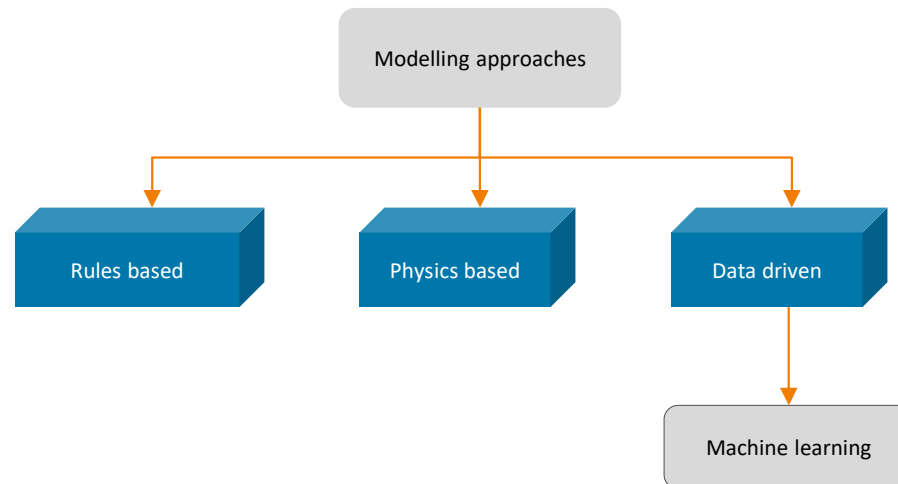 Modelling approaches
Rules based
Physics based
Data driven
Machine learning